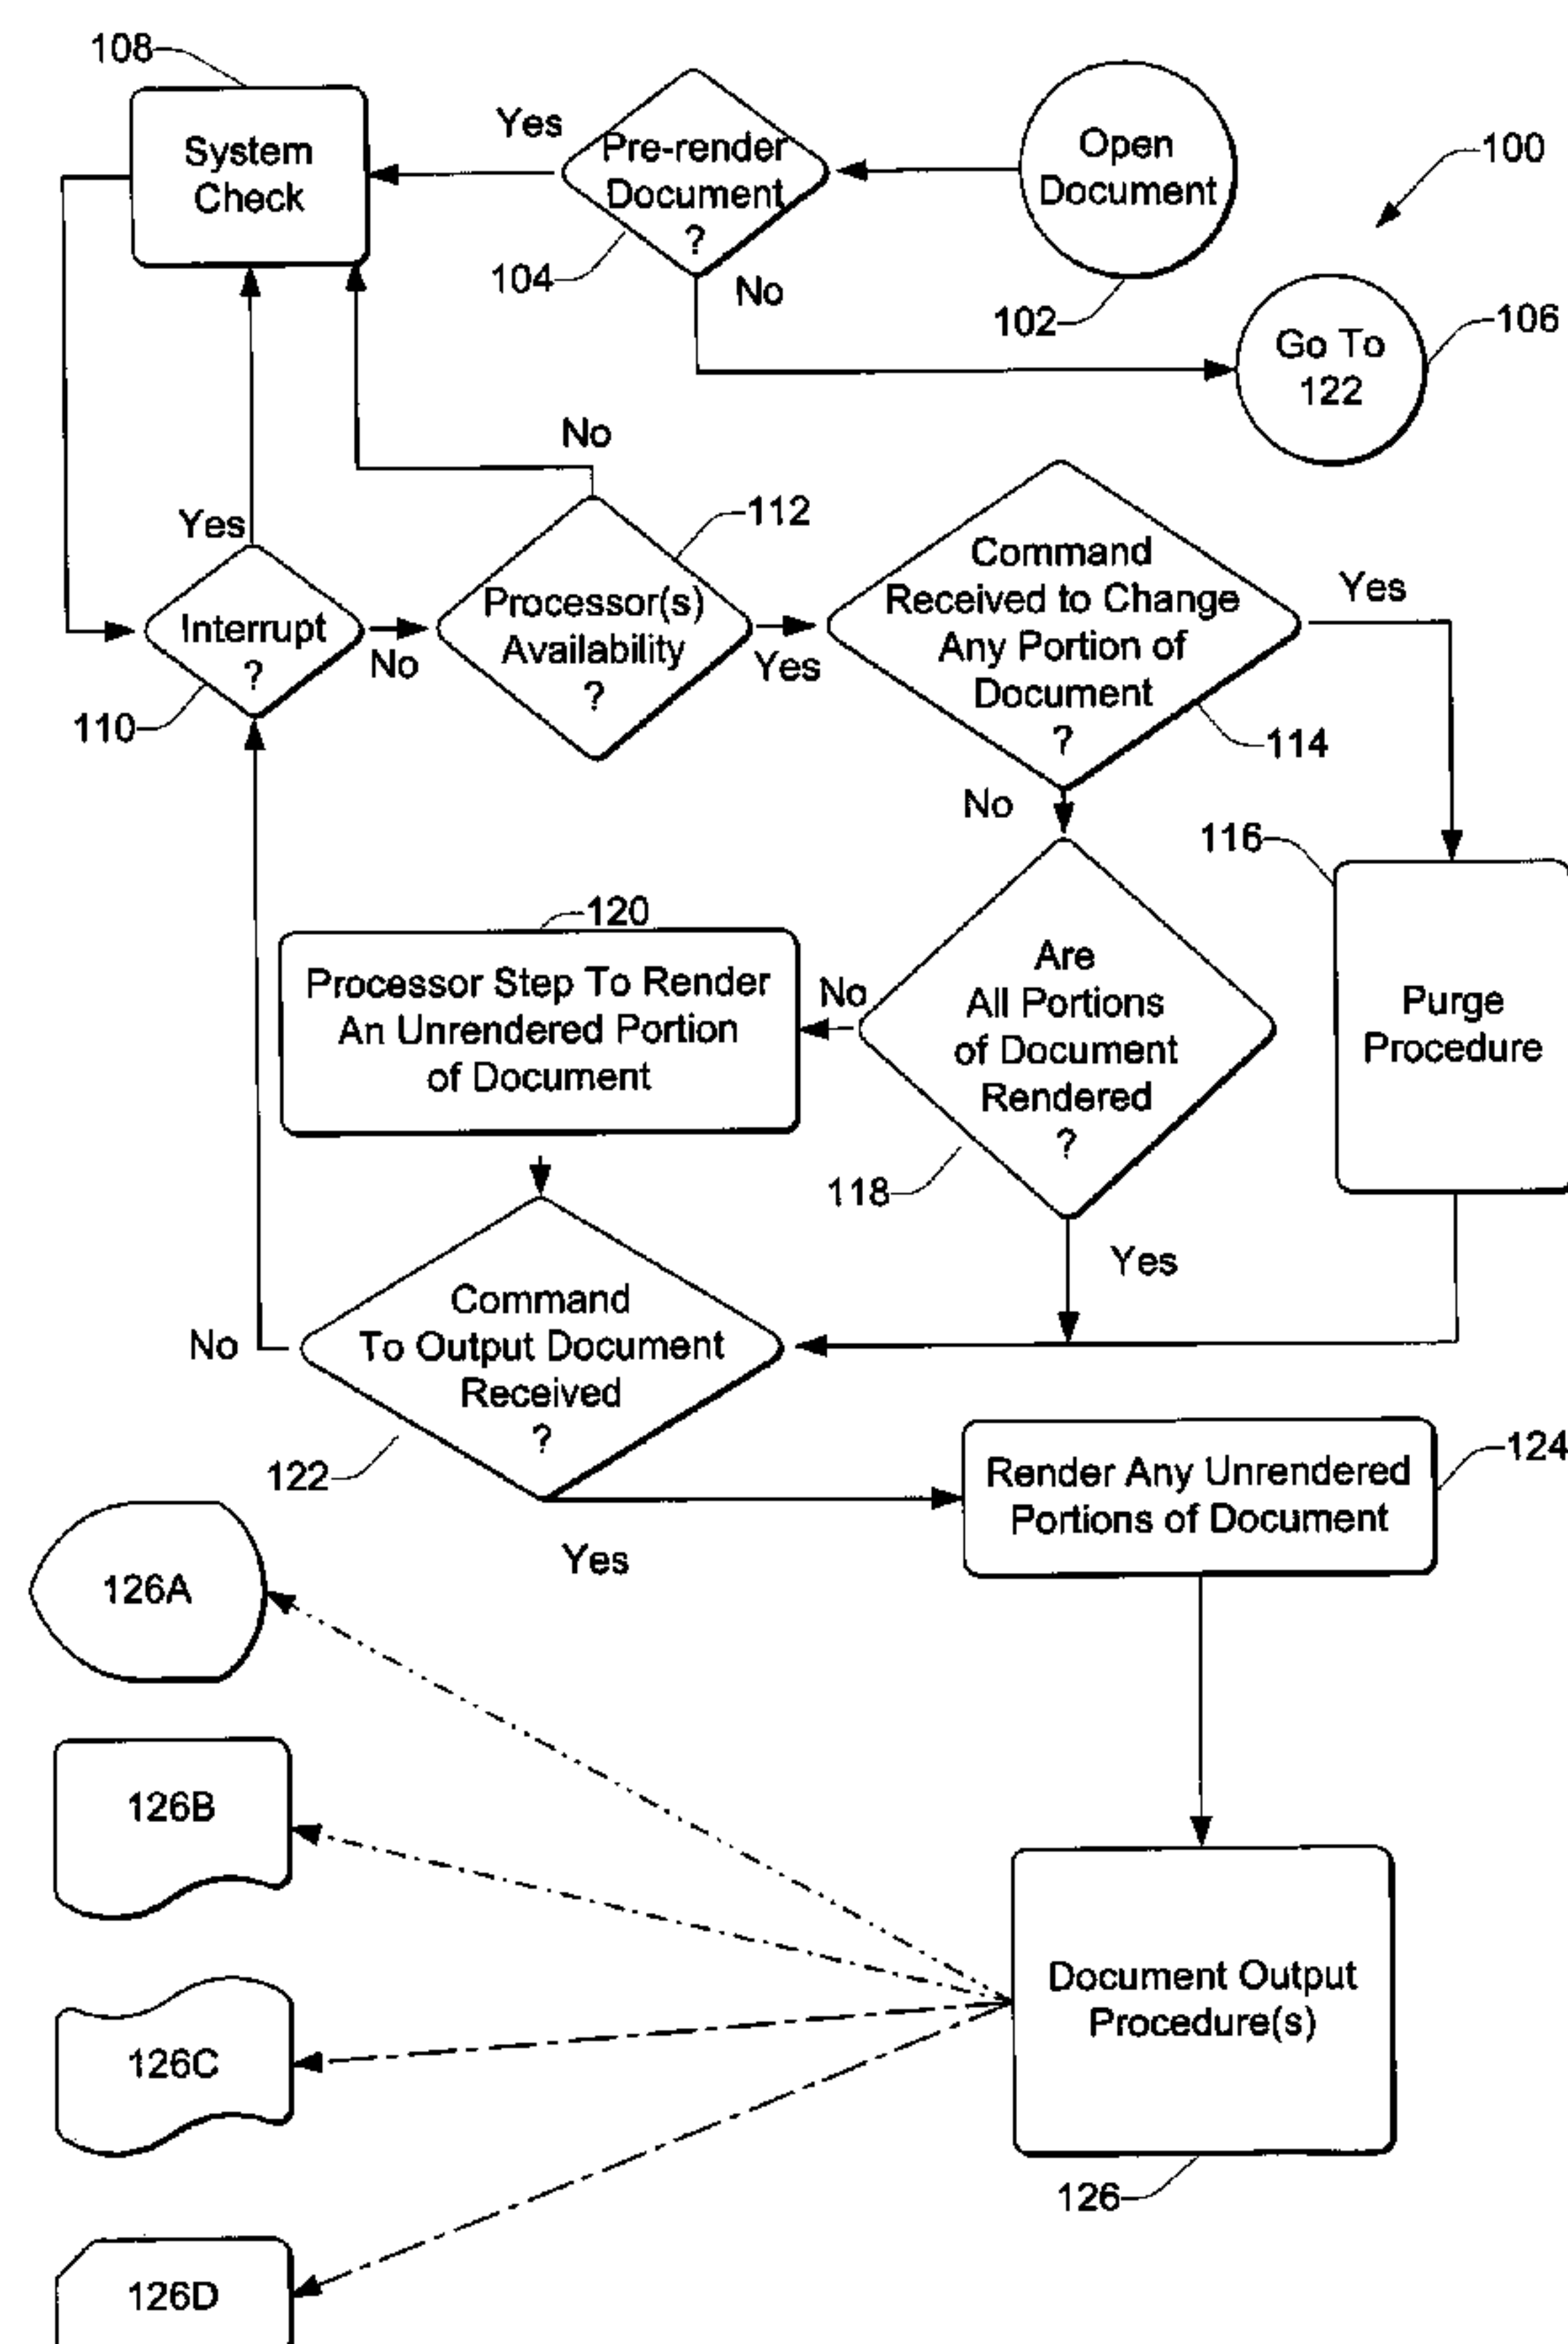 108
System
Check
Yes
Pre-render
Document
?
104
No
Open
Document
102
100
Go To
122
106
No
Yes
Interrupt
?
110
No
Processor(s)
Availability
?
112
Yes
Command
Received to Change
Any Portion of
Document
?
114
Yes
No
116
Purge
Procedure
120
Processor Step To Render
An Unrendered Portion
of Document
No
Are
All Portions
of Document
Rendered
?
118
Yes
Command
To Output Document
Received
?
No
122
Yes
Render Any Unrendered
Portions of Document
124
126A
126B
126C
126D
Document Output
Procedure(s)
126